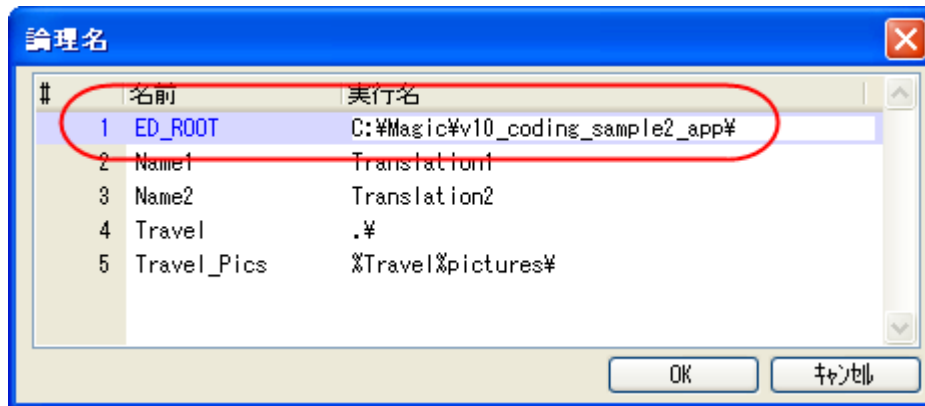 論理名
# 名前 実行名
1 ED_ROOT C:¥Magic¥v10_coding_sample2_app¥
2 Name1 Translation1
3 Name2 Translation2
4 Travel .¥
5 Travel_Pics %Travel%pictures¥
OK キャンセル